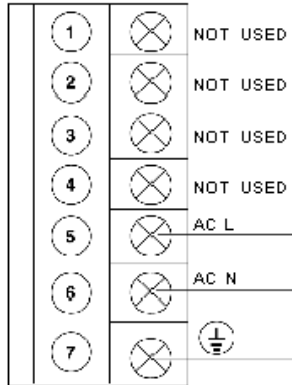 1 NOT USED
2 NOT USED
3 NOT USED
4 NOT USED
5 AC L
6 AC N
7